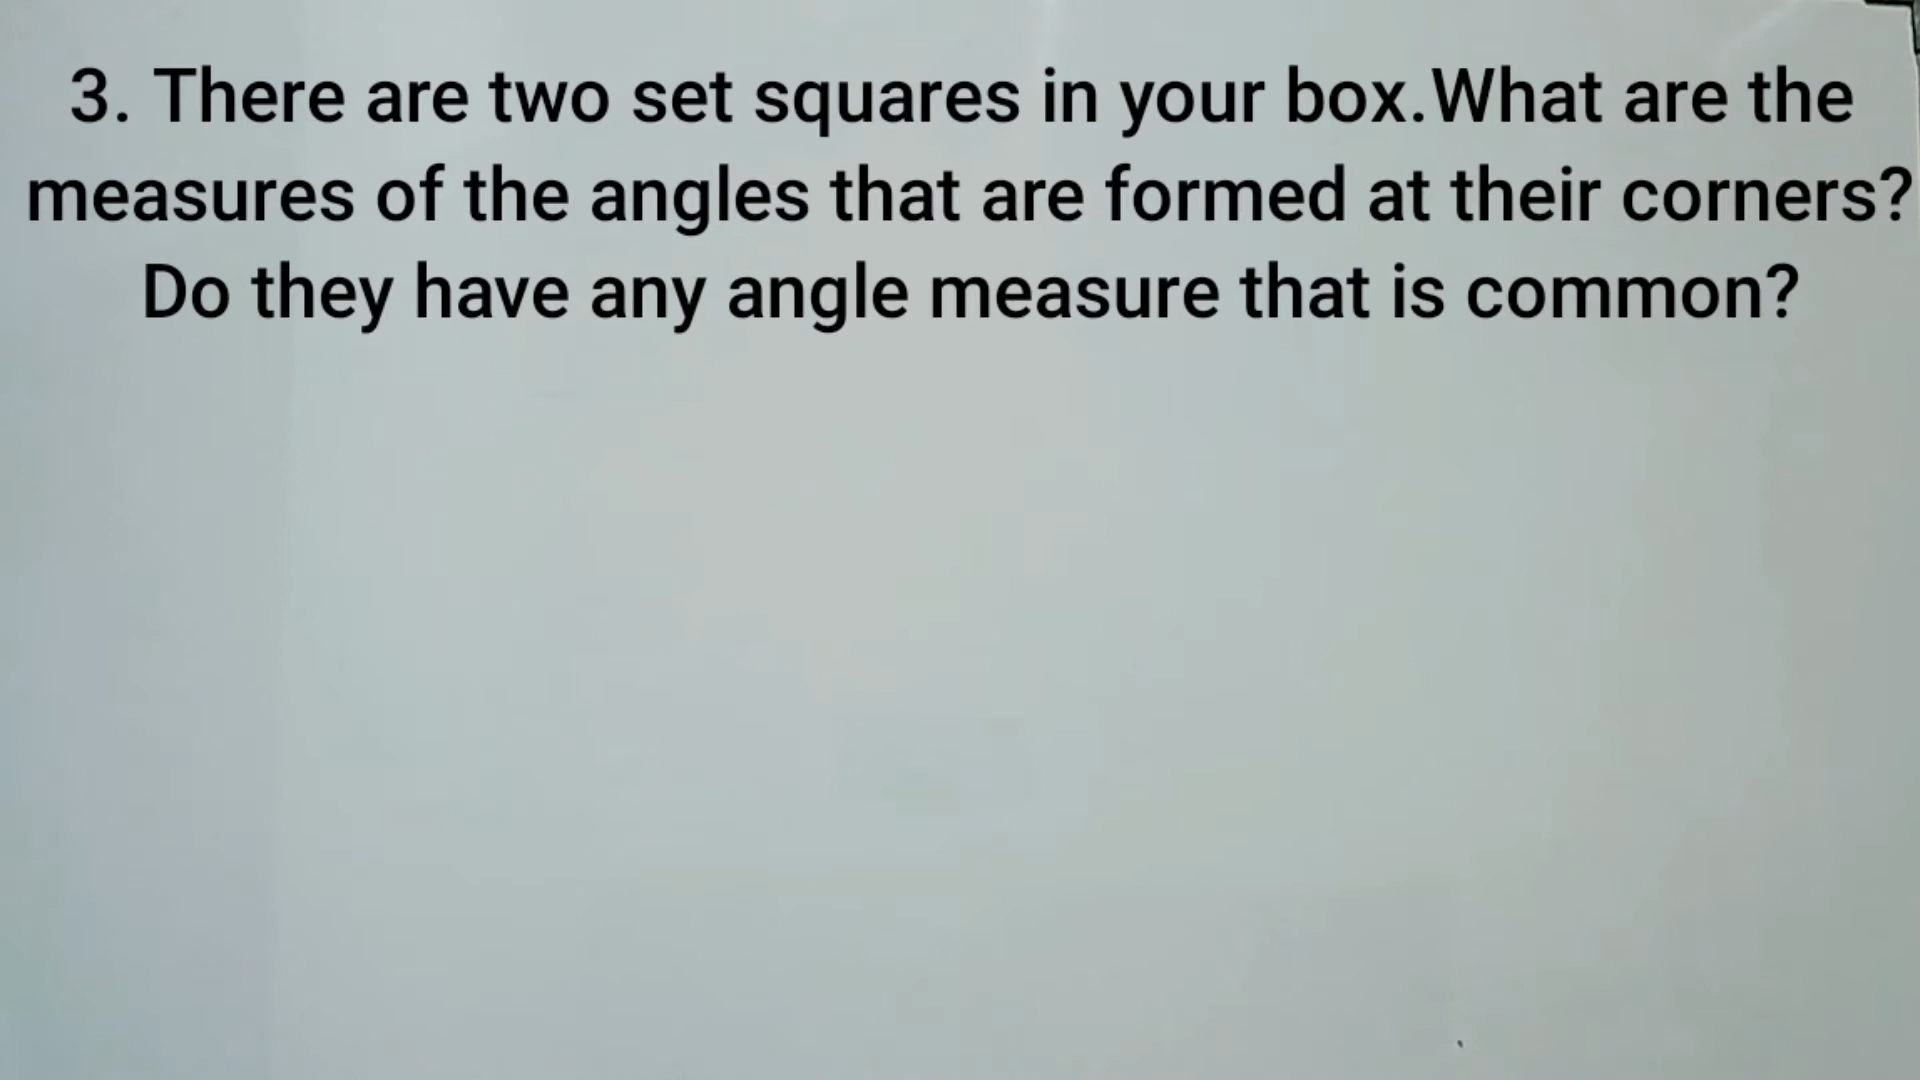 3. There are two set squares in your box.What are the
measures of the angles that are formed at their corners?
Do they have any angle measure that is common?